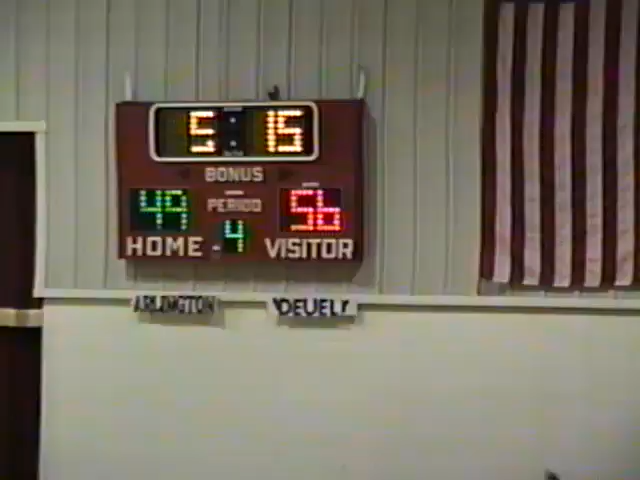 5:15
BONUS
49 PERIOD 56
HOME 4 VISITOR
ARLINGTON DEUEL